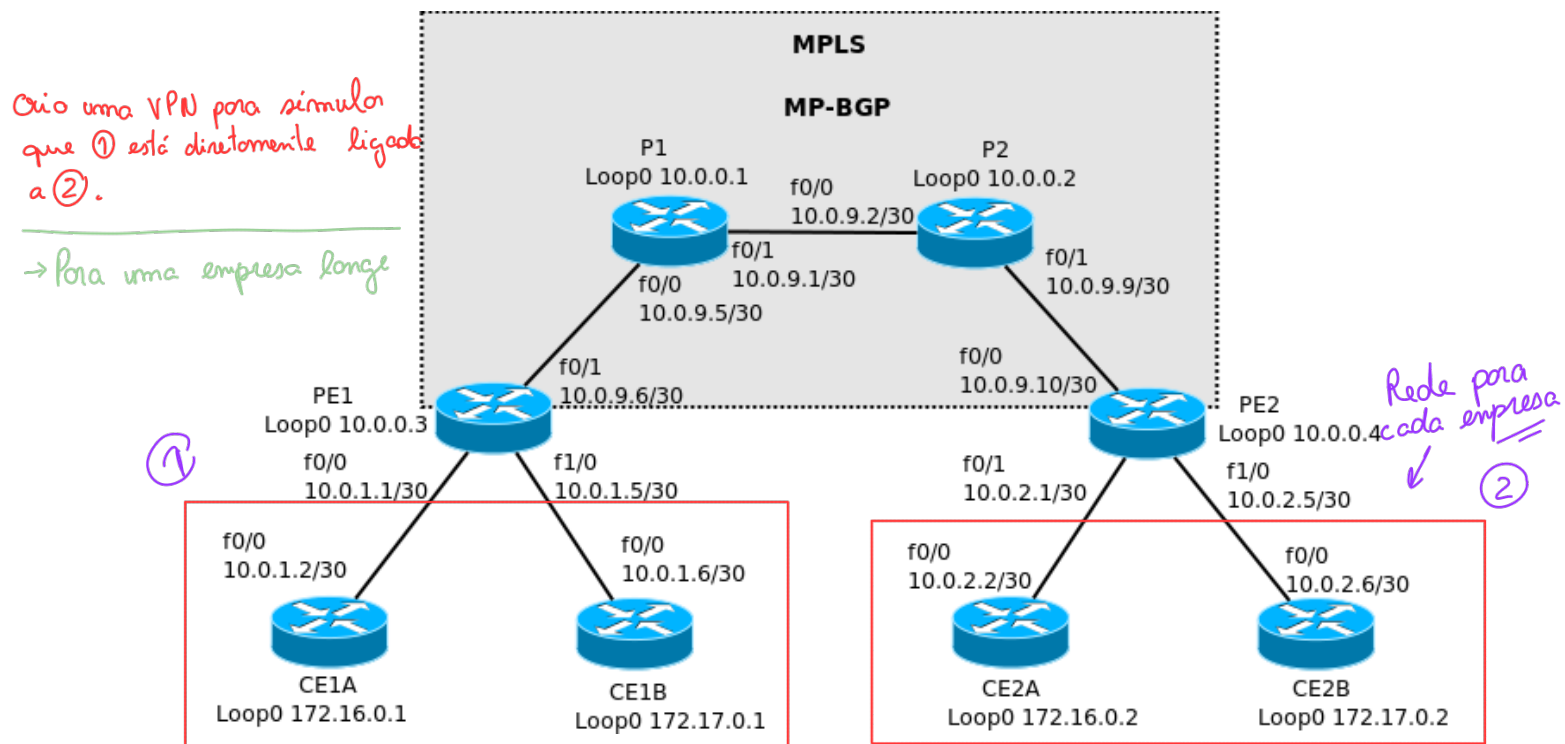 MPLS
MP-BGP
Crio uma VPN para simular
que ① está diretamente ligado
a ②.
→ Para uma empresa longe
P1
Loop0 10.0.0.1
P2
Loop0 10.0.0.2
f0/0
10.0.9.2/30
f0/1
10.0.9.1/30
f0/0
10.0.9.5/30
f0/1
10.0.9.9/30
f0/1
10.0.9.6/30
f0/0
10.0.9.10/30
PE1
Loop0 10.0.0.3
PE2
Loop0 10.0.0.4
Rede para
cada empresa
①
②
f0/0
10.0.1.1/30
f1/0
10.0.1.5/30
f0/1
10.0.2.1/30
f1/0
10.0.2.5/30
f0/0
10.0.1.2/30
f0/0
10.0.1.6/30
f0/0
10.0.2.2/30
f0/0
10.0.2.6/30
CE1A
Loop0 172.16.0.1
CE1B
Loop0 172.17.0.1
CE2A
Loop0 172.16.0.2
CE2B
Loop0 172.17.0.2